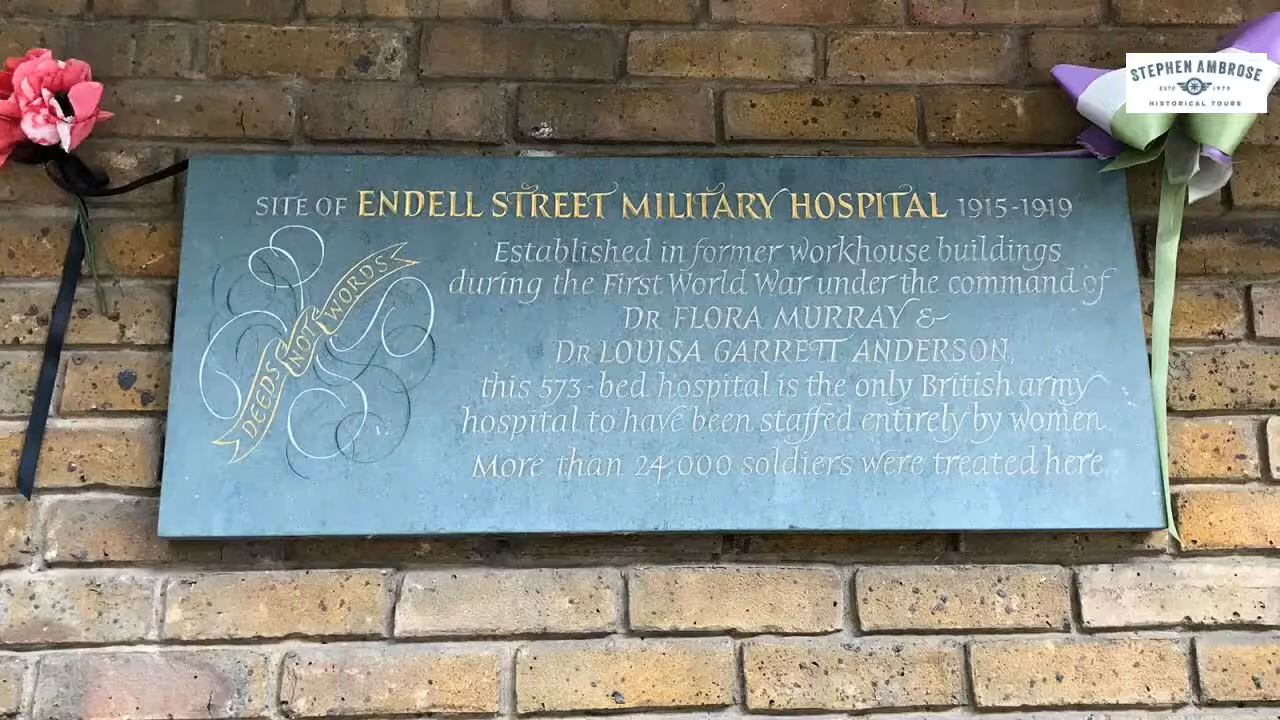 STEPHEN AMBROSE
ESTD 1979
HISTORICAL TOURS
SITE OF ENDELL STREET MILITARY HOSPITAL 1915-1919
DEEDS NOT WORDS
Established in former workhouse buildings
during the First World War under the command of
DR FLORA MURRAY &
DR LOUISA GARRETT ANDERSON,
this 573-bed hospital is the only British army
hospital to have been staffed entirely by women.
More than 24 000 soldiers were treated here.